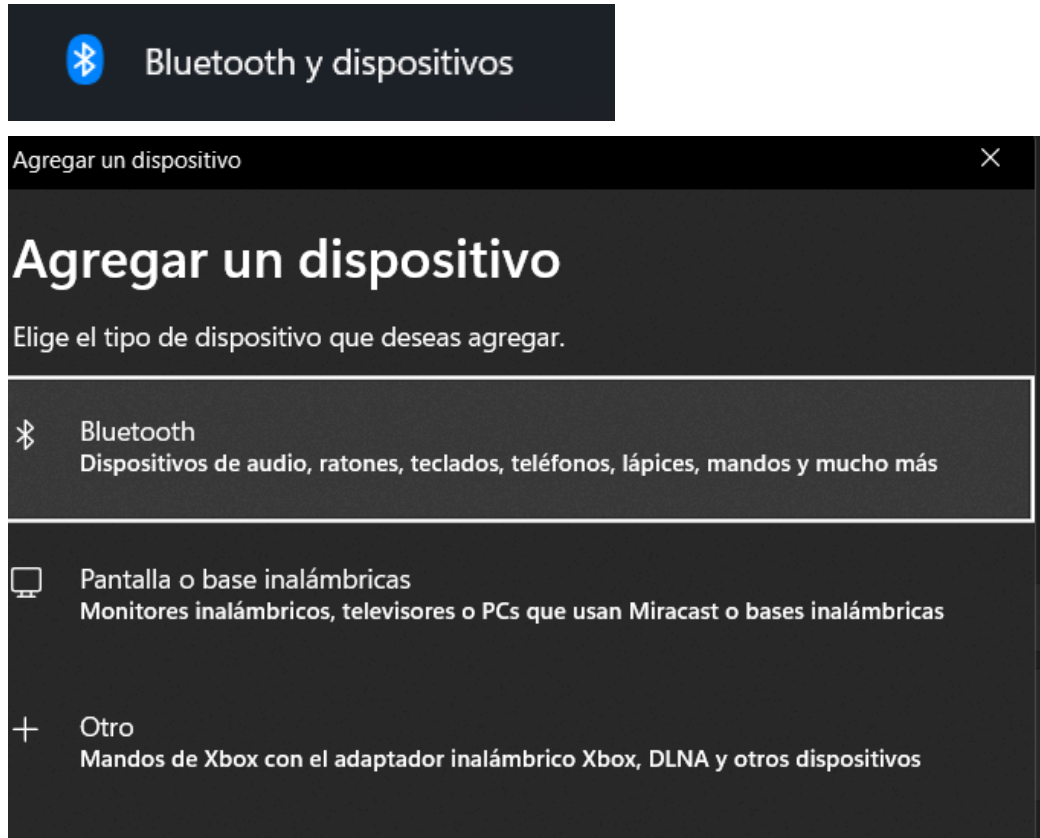 Bluetooth y dispositivos
Agregar un dispositivo
Agregar un dispositivo
Elige el tipo de dispositivo que deseas agregar.
Bluetooth
Dispositivos de audio, ratones, teclados, teléfonos, lápices, mandos y mucho más
Pantalla o base inalámbricas
Monitores inalámbricos, televisores o PCs que usan Miracast o bases inalámbricas
Otro
Mandos de Xbox con el adaptador inalámbrico Xbox, DLNA y otros dispositivos